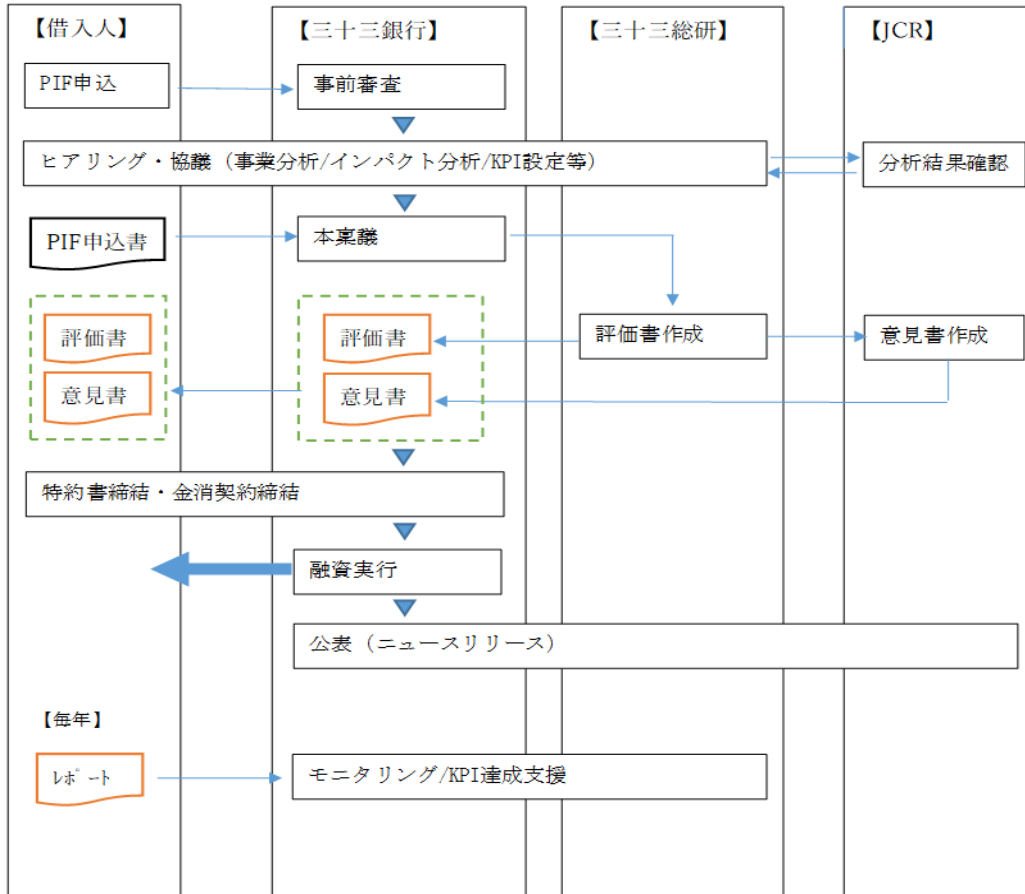 【借入人】
【三十三銀行】
【三十三総研】
【JCR】
PIF申込
事前審査
ヒアリング・協議（事業分析/インパクト分析/KPI設定等）
分析結果確認
PIF申込書
本稟議
評価書
評価書
評価書作成
意見書作成
意見書
意見書
特約書締結・金消契約締結
融資実行
公表（ニュースリリース）
【毎年】
ﾚﾎﾟｰﾄ
モニタリング/KPI達成支援